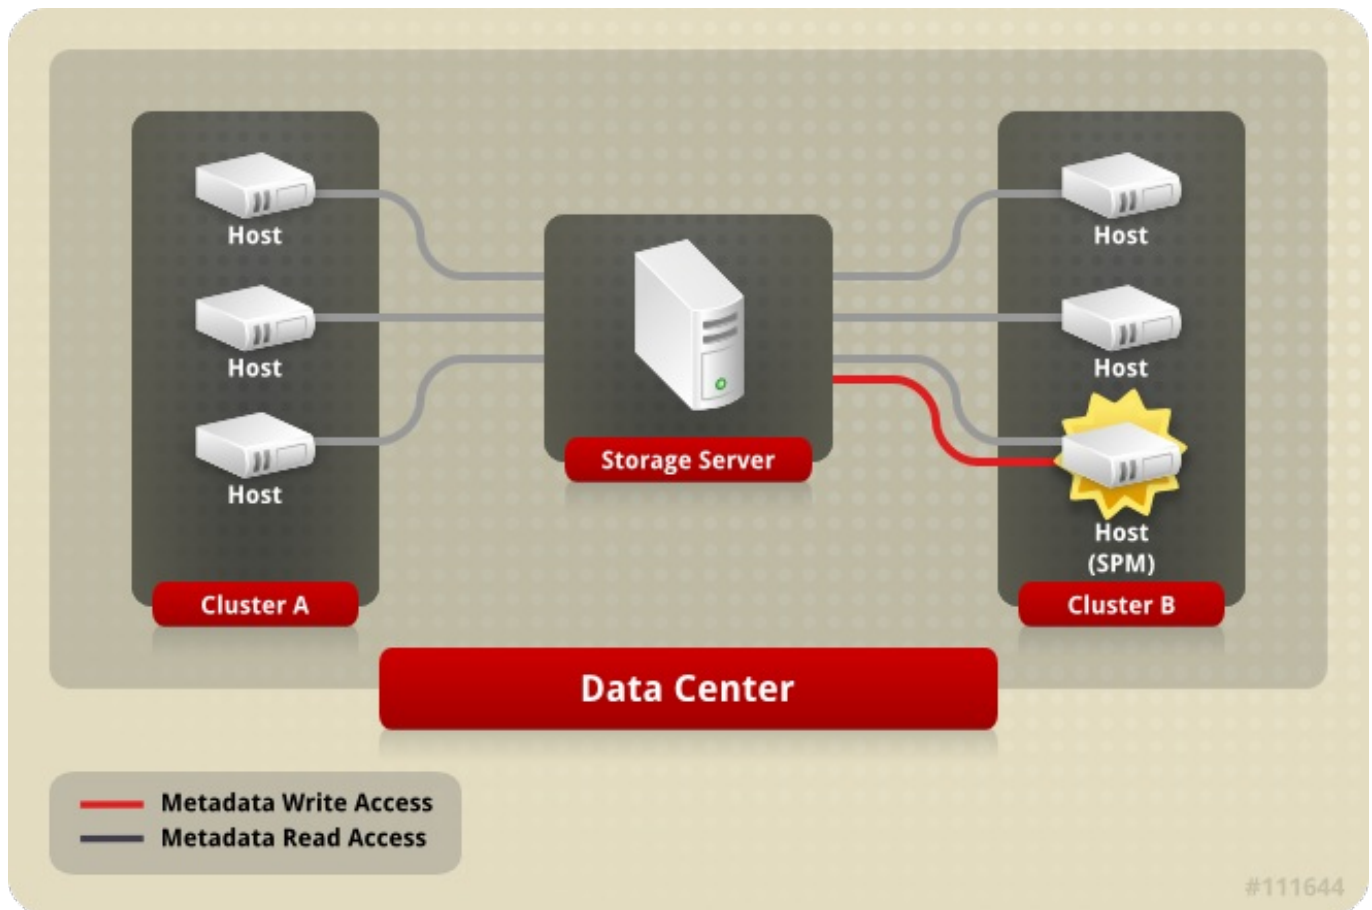 Host
Host
Host
Cluster A
Storage Server
Host
Host
Host
(SPM)
Cluster B
Data Center
Metadata Write Access
Metadata Read Access
#111644